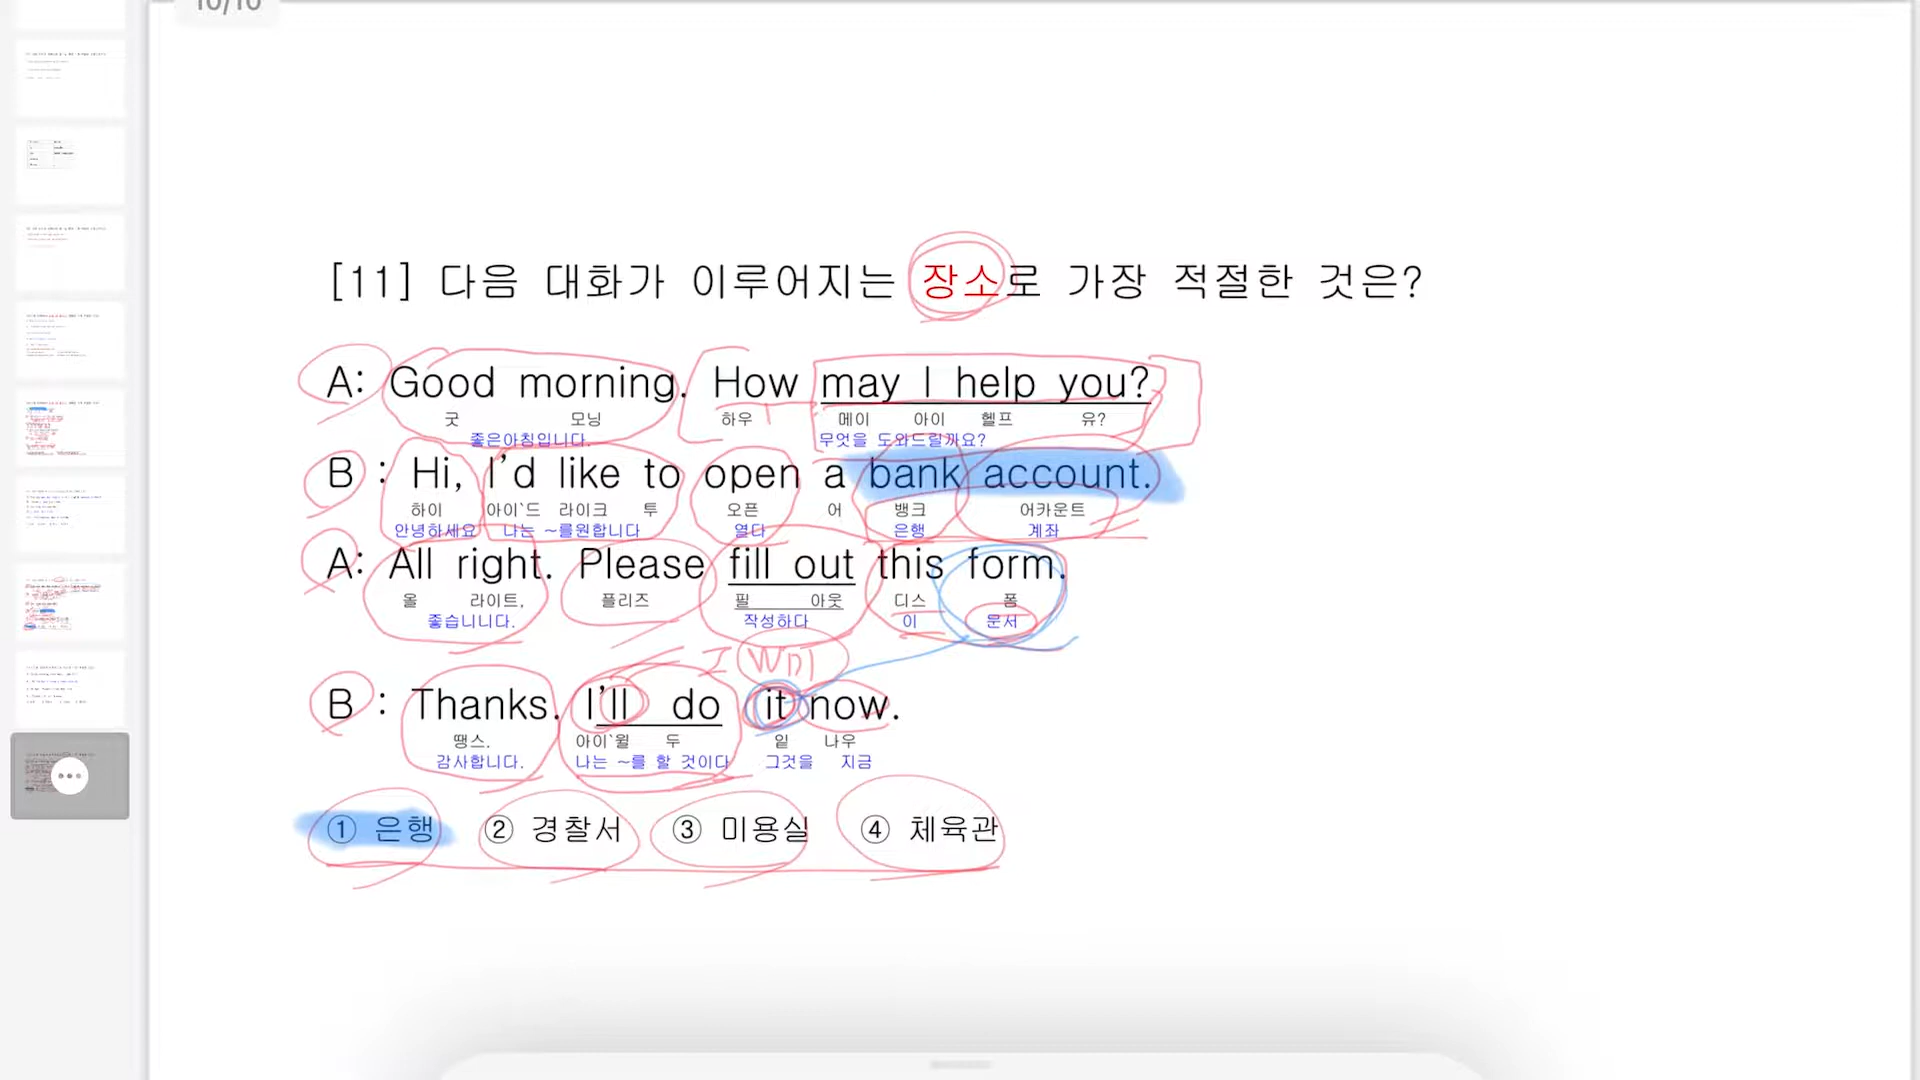 10/10
[11] 다음 대화가 이루어지는 장소로 가장 적절한 것은?
A: Good morning. How may I help you?
굿 모닝 하우 메이 아이 헬프 유?
좋은아침입니다. 무엇을 도와드릴까요?
B : Hi, I'd like to open a bank account.
하이 아이`드 라이크 투 오픈 어 뱅크 어카운트
안녕하세요 나는 ~를원합니다 열다 은행 계좌
A: All right. Please fill out this form.
올 라이트, 플리즈 필 아웃 디스 폼
좋습니니다. 작성하다 이 문서
I Will
B : Thanks. I'll do it now.
땡스. 아이`윌 두 잍 나우
감사합니다. 나는 ~를 할 것이다 그것을 지금
① 은행 ② 경찰서 ③ 미용실 ④ 체육관